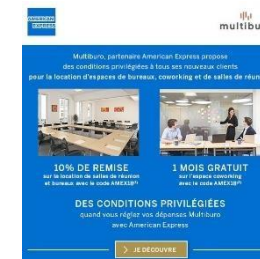 AMERICAN
EXPRESS
multibu
Multiburo, partenaire American Express propose
des conditions privilégiées à tous ses nouveaux clients
pour la location d'espaces de bureaux, coworking et de salles de réun
10% DE REMISE
sur la location de salles de réunion
et bureaux avec le code AMEX18
1 MOIS GRATUIT
sur l'espace coworking
avec le code AMEX18
DES CONDITIONS PRIVILÉGIÉES
quand vous réglez vos dépenses Multiburo
avec American Express
> JE DÉCOUVRE